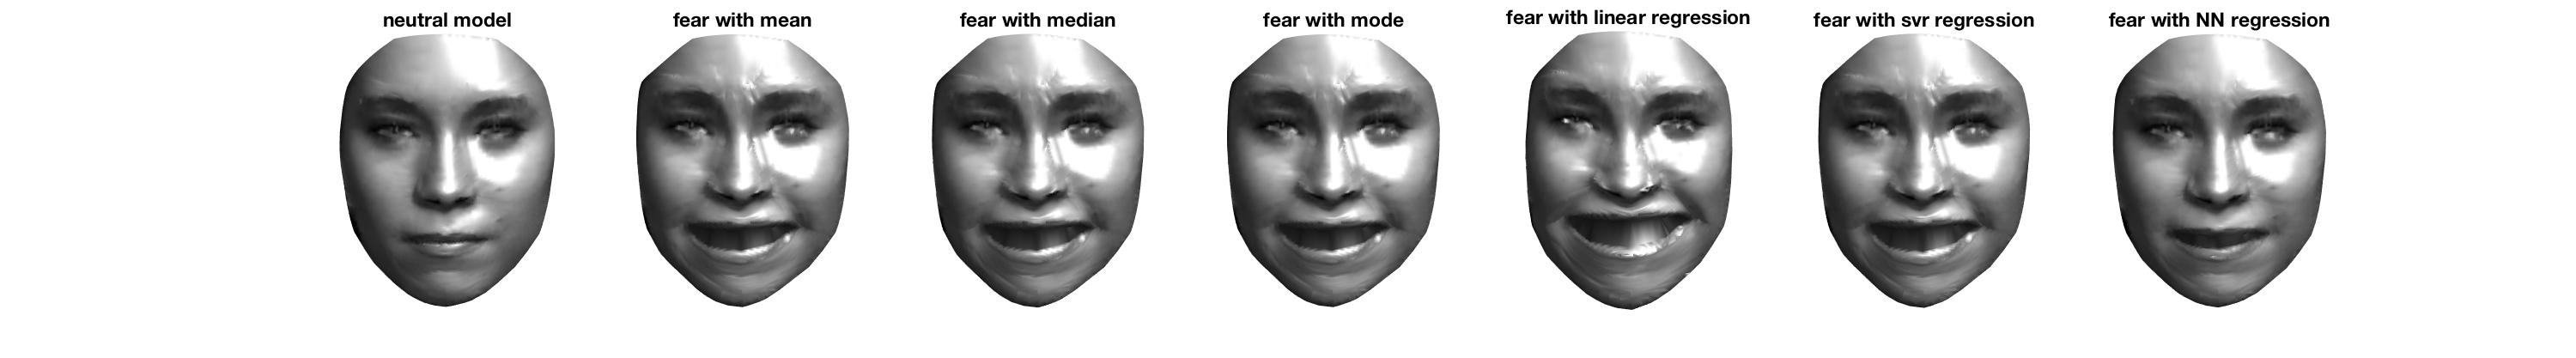 neutral model
fear with mean
fear with median
fear with mode
fear with linear regression
fear with svr regression
fear with NN regression